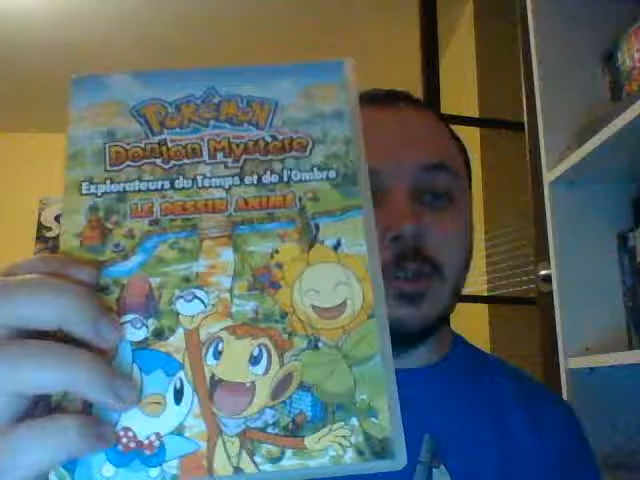 POKéMON
Donjon Mystère
Explorateurs du Temps et de l'Ombre
LE DESSIN ANIMÉ